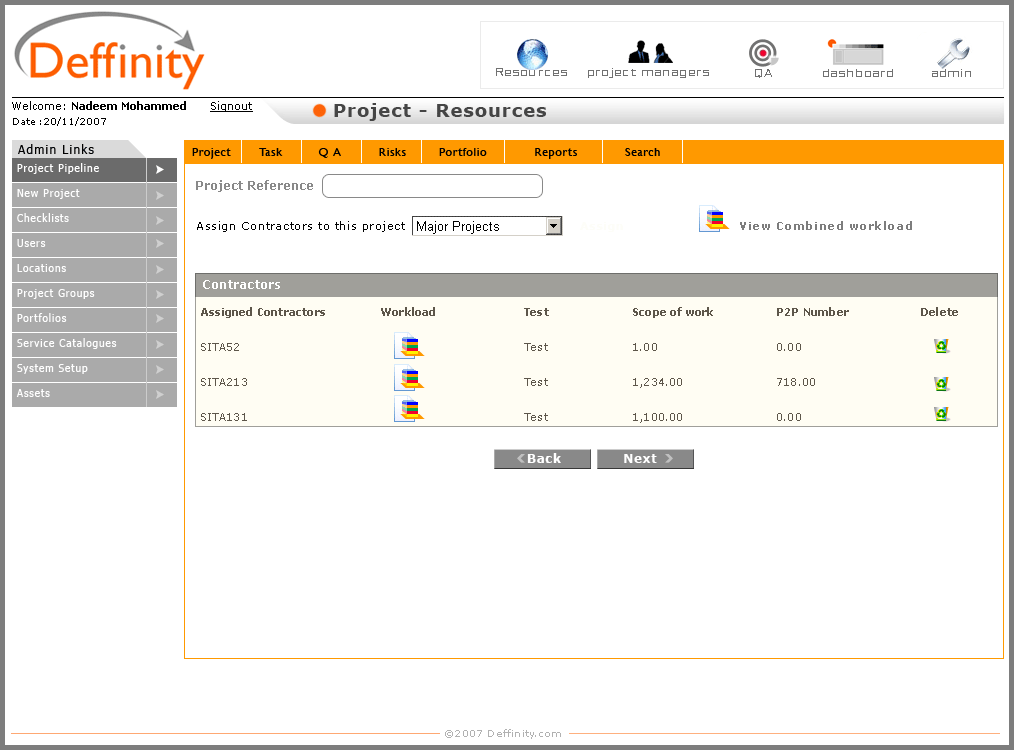 Deffinity
Resources project managers QA dashboard admin
Welcome: Nadeem Mohammed Signout
Date :20/11/2007
Project - Resources
Admin Links
Project Pipeline
New Project
Checklists
Users
Locations
Project Groups
Portfolios
Service Catalogues
System Setup
Assets
Project Task Q A Risks Portfolio Reports Search
Project Reference
Assign Contractors to this project Major Projects View Combined workload
Contractors
Assigned Contractors Workload Test Scope of work P2P Number Delete
SITA52 Test 1.00 0.00
SITA213 Test 1,234.00 718.00
SITA131 Test 1,100.00 0.00
Back Next
©2007 Deffinity.com